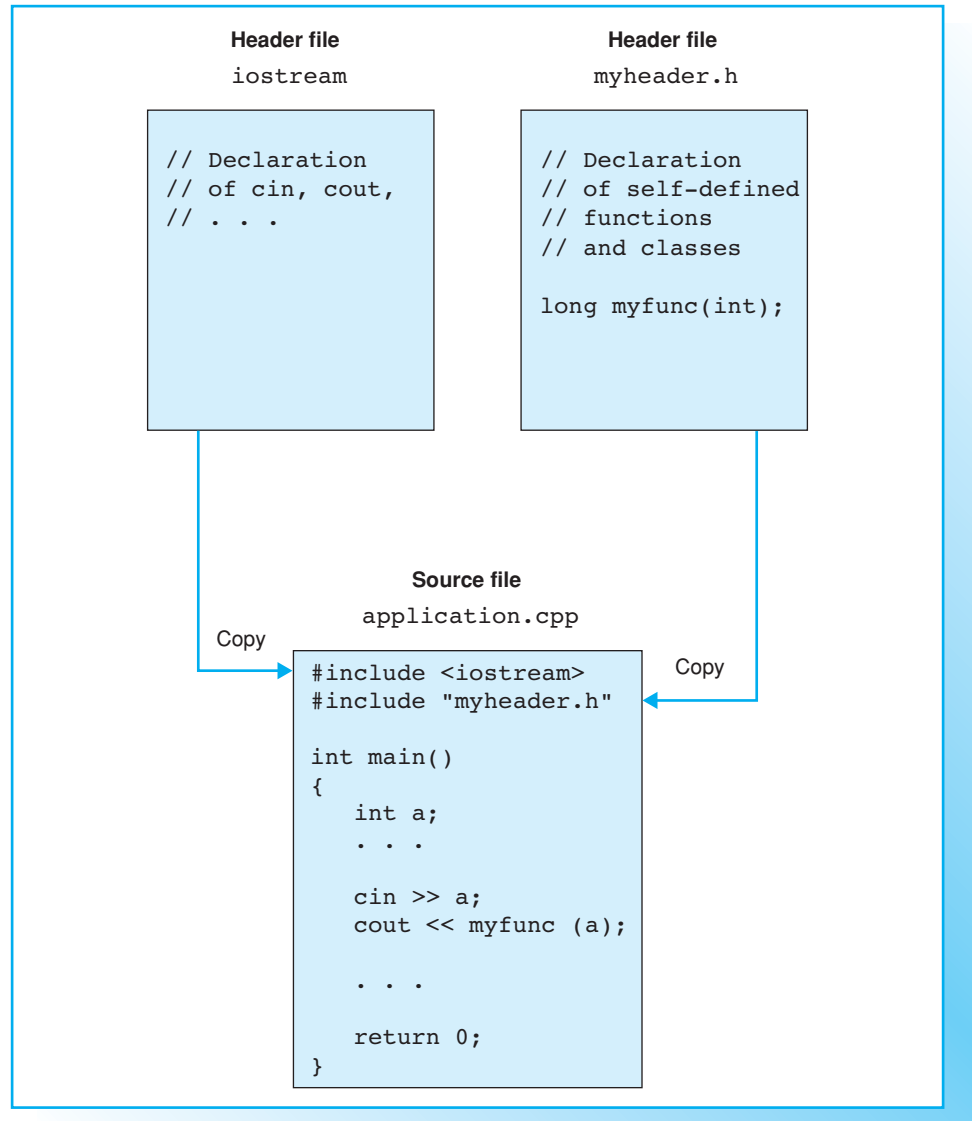 Header file
iostream
// Declaration
// of cin, cout,
// . . .
Header file
myheader.h
// Declaration
// of self-defined
// functions
// and classes
long myfunc(int);
Copy
Copy
Source file
application.cpp
#include <iostream>
#include "myheader.h"
int main()
{
int a;
. . .
cin >> a;
cout << myfunc (a);
. . .
return 0;
}